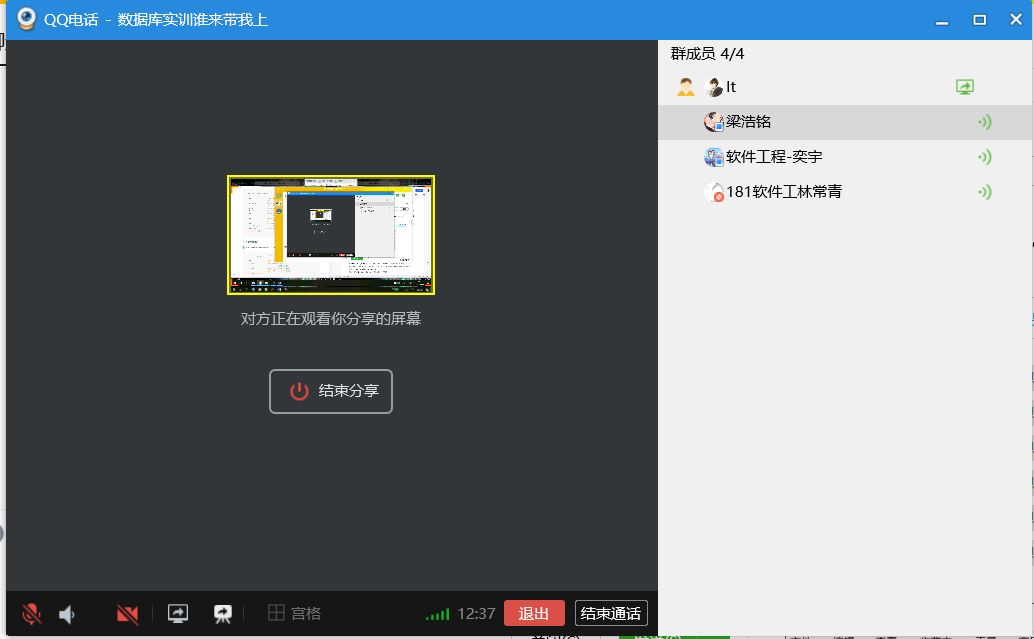 QQ电话 - 数据库实训谁来带我上
群成员 4/4
lt
梁浩铭
软件工程-奕宇
181软件工林常青
对方正在观看你分享的屏幕
结束分享
宫格
12:37
退出
结束通话